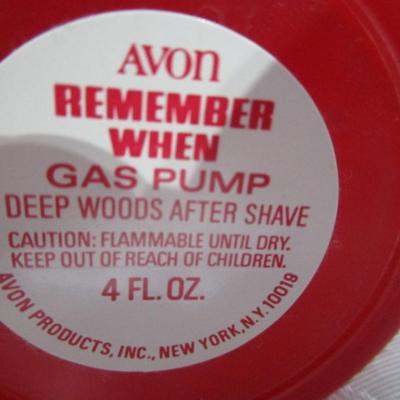 AVON
REMEMBER
WHEN
GAS PUMP
DEEP WOODS AFTER SHAVE
CAUTION: FLAMMABLE UNTIL DRY.
KEEP OUT OF REACH OF CHILDREN.
4 FL. OZ.
AVON PRODUCTS, INC., NEW YORK, N.Y. 10019